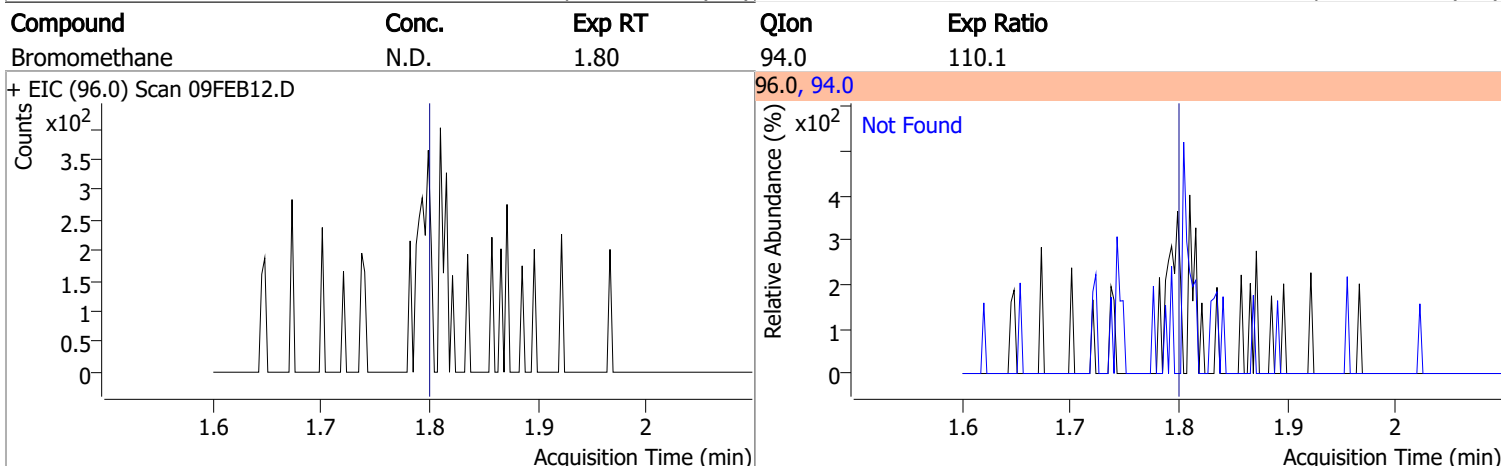 Compound Conc. Exp RT QIon Exp Ratio
Bromomethane N.D. 1.80 94.0 110.1
+ EIC (96.0) Scan 09FEB12.D
96.0, 94.0
Counts
x10²
3.5
3
2.5
2
1.5
1
0.5
0
1.6 1.7 1.8 1.9 2
Acquisition Time (min)
Relative Abundance (%)
x10²
Not Found
4
3
2
1
0
1.6 1.7 1.8 1.9 2
Acquisition Time (min)